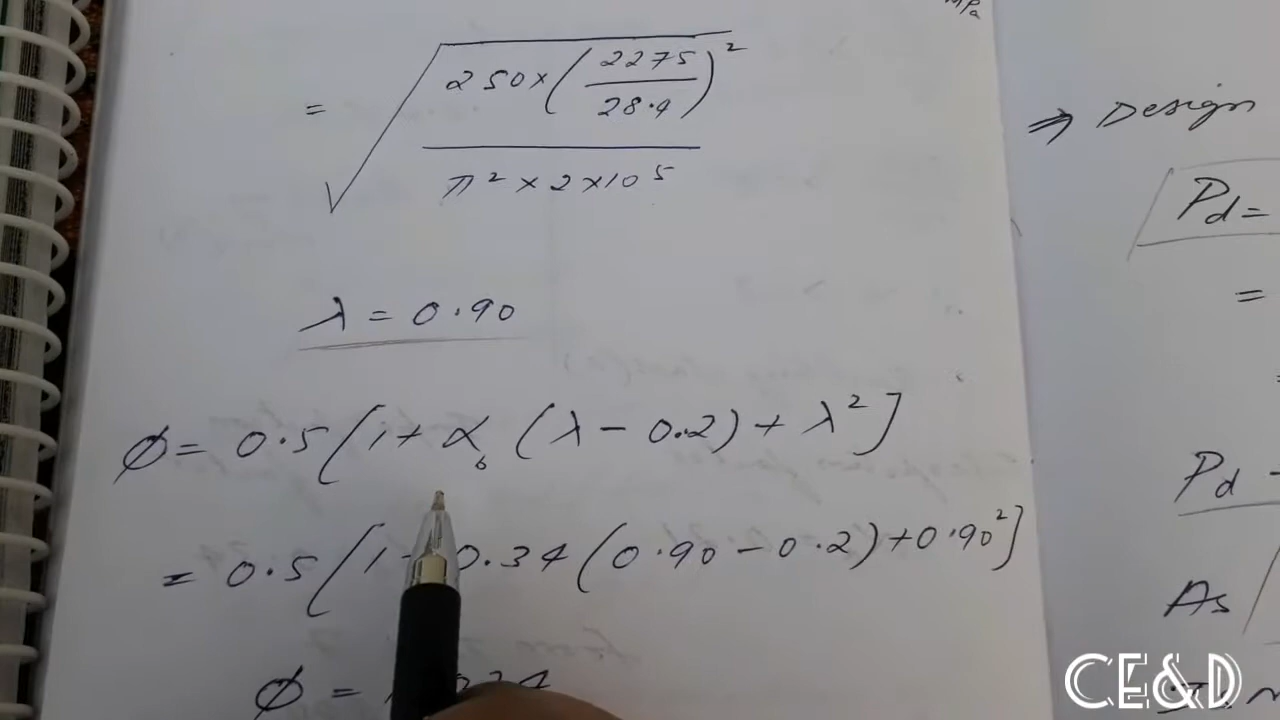 MPa
= √(250×(2275/28.4)²/π²×2×10⁵)
λ = 0.90
ϕ = 0.5[1+ α_b (λ - 0.2) + λ²]
= 0.5[1+ 0.34 (0.90 - 0.2) + 0.90²]
ϕ =
⇒ Design
Pd =
=
Pd -
As
CE&D